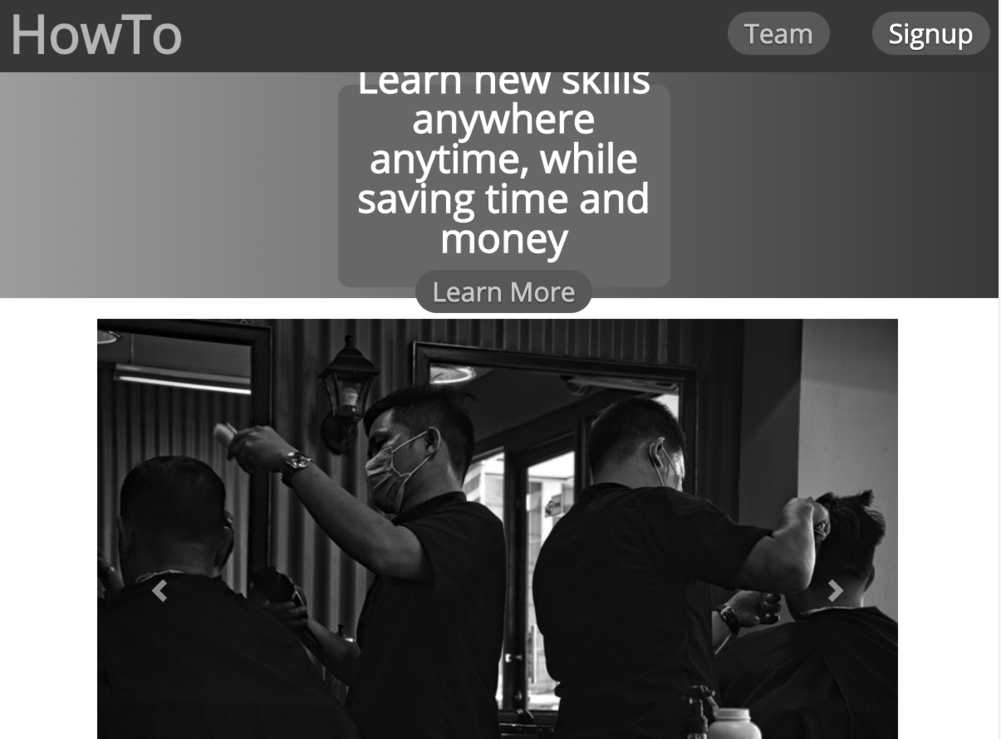 HowTo
Team
Signup
Learn new skills
anywhere
anytime, while
saving time and
money
Learn More